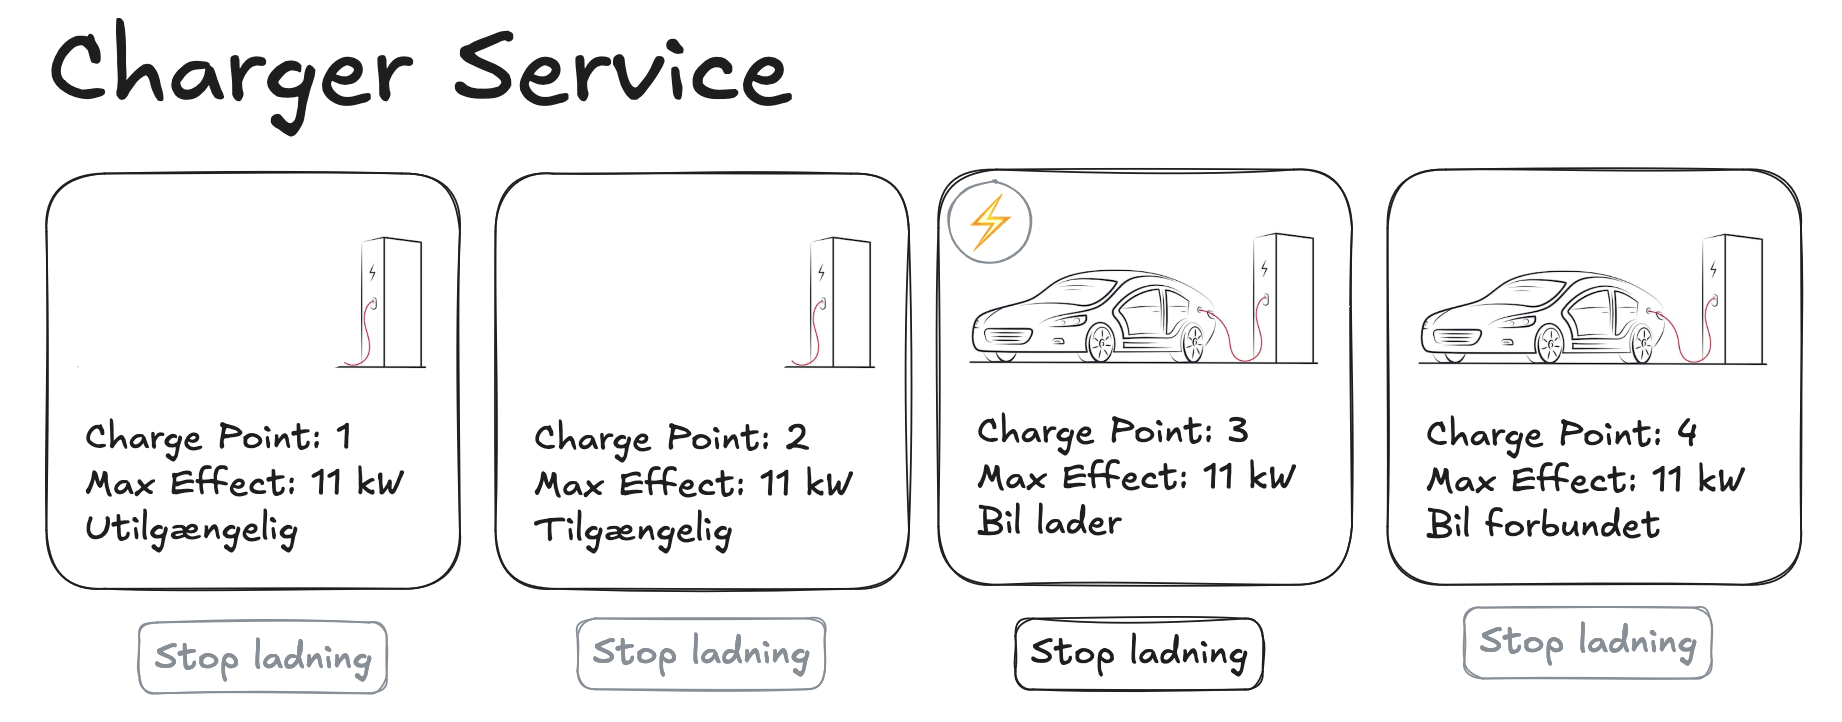 Charger Service
Charge Point: 1
Max Effect: 11 kW
Utilgængelig
Stop ladning
Charge Point: 2
Max Effect: 11 kW
Tilgængelig
Stop ladning
Charge Point: 3
Max Effect: 11 kW
Bil lader
Stop ladning
Charge Point: 4
Max Effect: 11 kW
Bil forbundet
Stop ladning